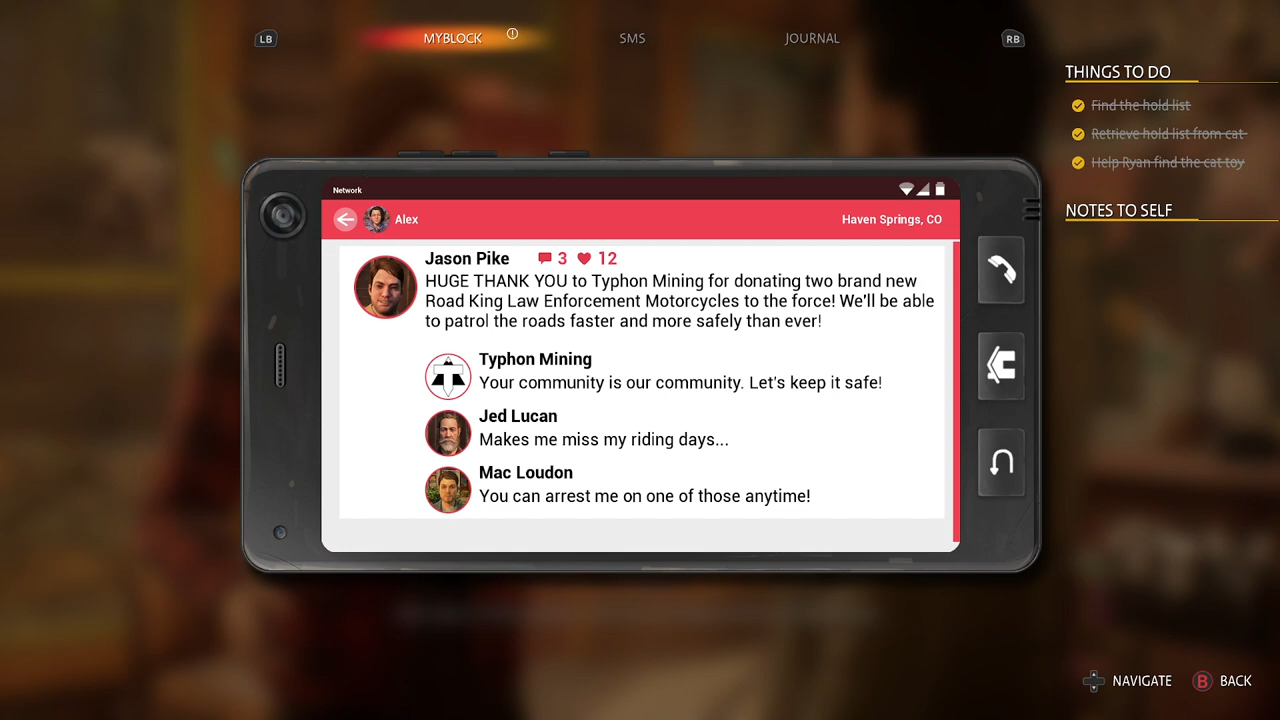 LB
MYBLOCK
SMS
JOURNAL
RB
THINGS TO DO
Find the hold list
Retrieve hold list from cat
Help Ryan find the cat toy
NOTES TO SELF
Network
Alex
Haven Springs, CO
Jason Pike 3 12
HUGE THANK YOU to Typhon Mining for donating two brand new
Road King Law Enforcement Motorcycles to the force! We'll be able
to patrol the roads faster and more safely than ever!
Typhon Mining
Your community is our community. Let's keep it safe!
Jed Lucan
Makes me miss my riding days...
Mac Loudon
You can arrest me on one of those anytime!
NAVIGATE
B BACK